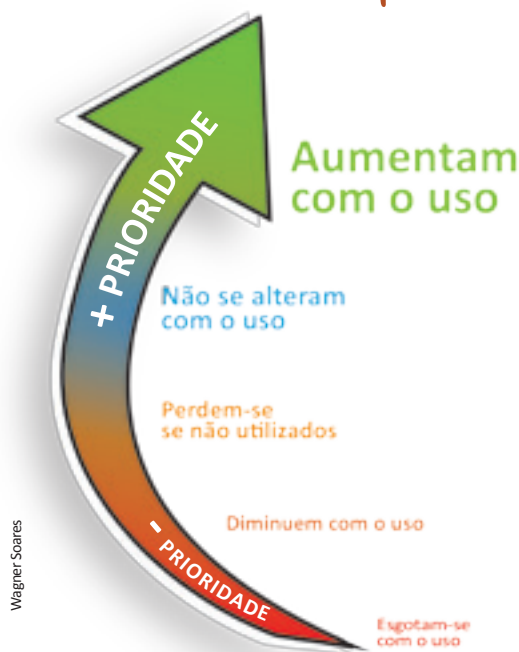 + PRIORIDADE
Aumentam
com o uso
Não se alteram
com o uso
Perdem-se
se não utilizados
Diminuem com o uso
- PRIORIDADE
Esgotam-se
com o uso
Wagner Soares